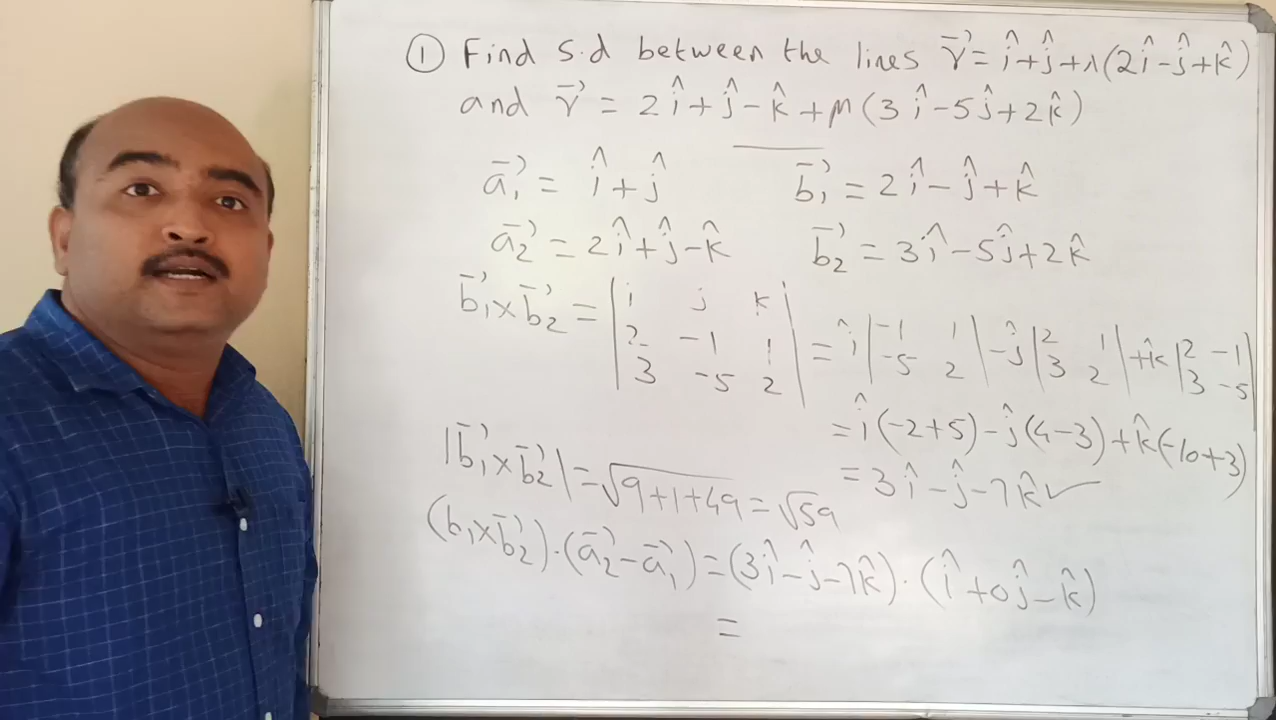 ① Find s.d between the lines r⃗ = î+ĵ+λ(2î-ĵ+k̂)
and r⃗ = 2î+ĵ-k̂+μ(3î-5ĵ+2k̂)
a⃗₁ = î+ĵ b⃗₁ = 2î-ĵ+k̂
a⃗₂ = 2î+ĵ-k̂ b⃗₂ = 3î-5ĵ+2k̂
b⃗₁×b⃗₂ = |i j k; 2 -1 1; 3 -5 2| = î|-1 1; -5 2| -ĵ|2 1; 3 2| +k̂|2 -1; 3 -5|
= î(-2+5)-ĵ(4-3)+k̂(-10+3)
= 3î-ĵ-7k̂ ✓
|b⃗₁×b⃗₂| = √(9+1+49) = √59
(b₁×b⃗₂)·(a⃗₂-a⃗₁) = (3î-ĵ-7k̂)·(î+0ĵ-k̂)
=